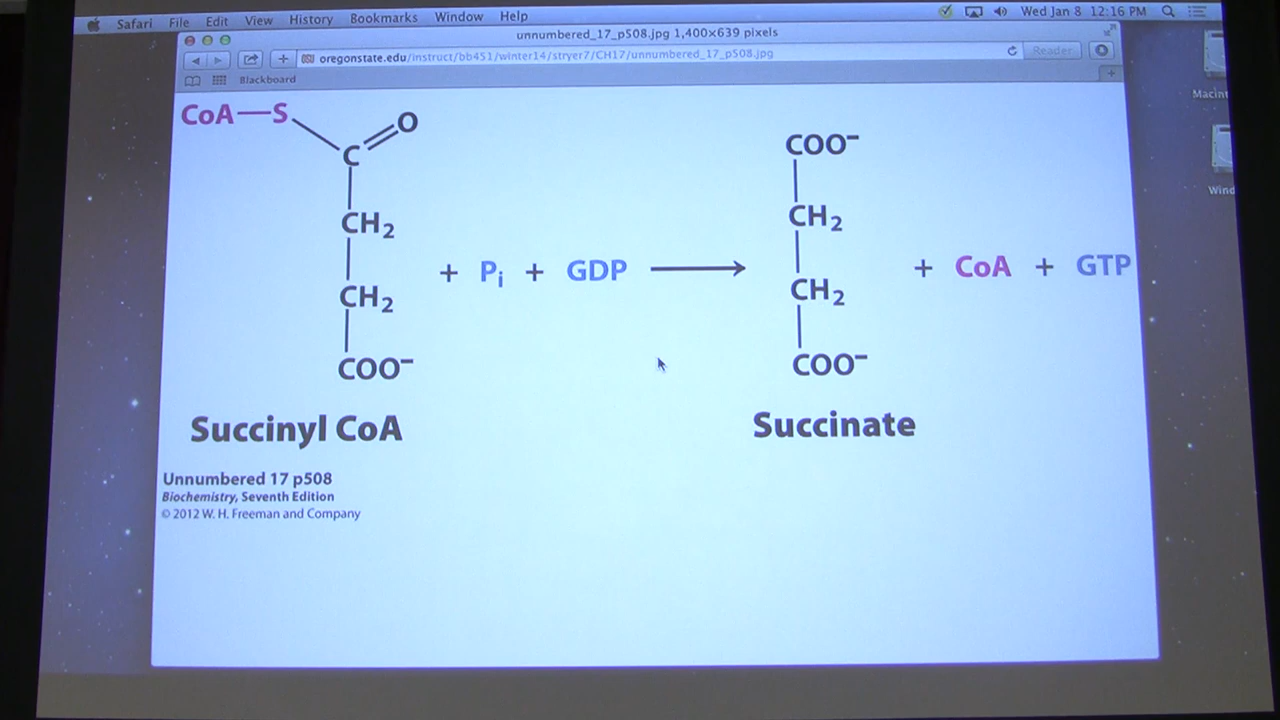 Safari File Edit View History Bookmarks Window Help Wed Jan 8 12:16 PM
unnumbered_17_p508.jpg 1,400×639 pixels
oregonstate.edu/instruct/bb451/winter14/stryer7/CH17/unnumbered_17_p508.jpg Reader
Blackboard
Macint
Wind
CoA—S
O
C
CH₂
CH₂
COO⁻
+ Pᵢ + GDP ⟶
COO⁻
CH₂
CH₂
COO⁻
+ CoA + GTP
Succinyl CoA
Succinate
Unnumbered 17 p508
Biochemistry, Seventh Edition
© 2012 W. H. Freeman and Company